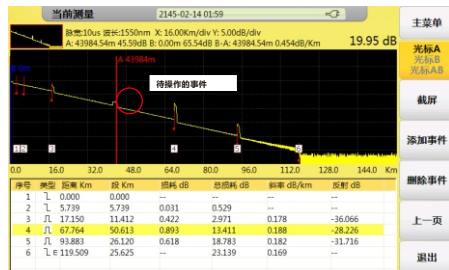 当前测量 2145-02-14 01:59
脉宽:10us 波长:1550nm X: 16.00Km/div Y: 5.00dB/div
A: 43984.54m 45.59dB B: 0.00m 65.54dB B-A: 43984.54m 0.454dB/Km 19.95 dB
A 43984m
待操作的事件
1 2 3 4 5 6
0.0 16.0 32.0 48.0 64.0 80.0 96.0 112.0 128.0 144.0 Km
序号 类型 距离 Km 段 Km 损耗 dB 总损耗 dB 斜率 dB/km 反射 dB
1 0.000 0.000 -- -- -- --
2 5.739 5.739 0.031 0.529 -- --
3 17.150 11.412 0.422 2.971 0.178 -36.066
4 67.764 50.613 0.893 13.411 0.188 -28.226
5 93.883 26.120 0.618 18.783 0.182 -31.716
6 E 119.509 25.625 -- 23.139 0.169 --
主菜单
光标A
光标B
光标AB
截屏
添加事件
删除事件
上一页
退出